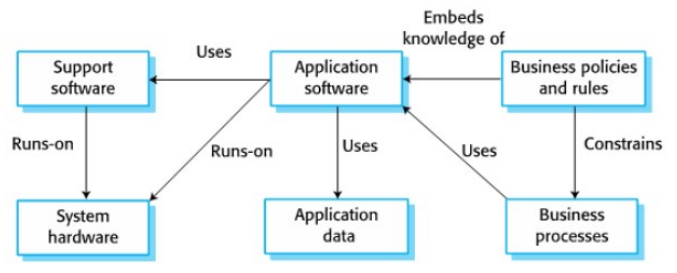 Embeds
knowledge of
Uses
Support
software
Application
software
Business policies
and rules
Runs-on
Runs-on
Uses
Uses
Constrains
System
hardware
Application
data
Business
processes